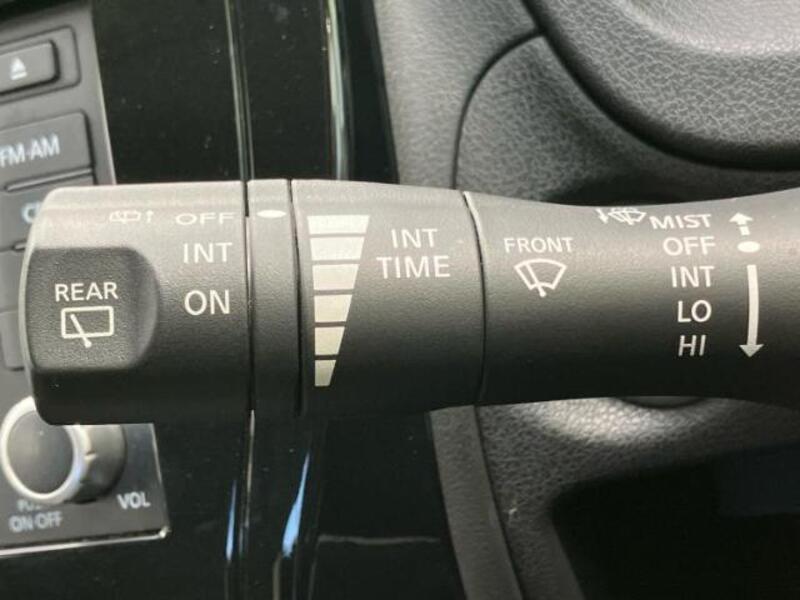 FM·AM
OFF
INT
ON
REAR
INT
TIME
FRONT
MIST
OFF
INT
LO
HI
VOL
ON·OFF